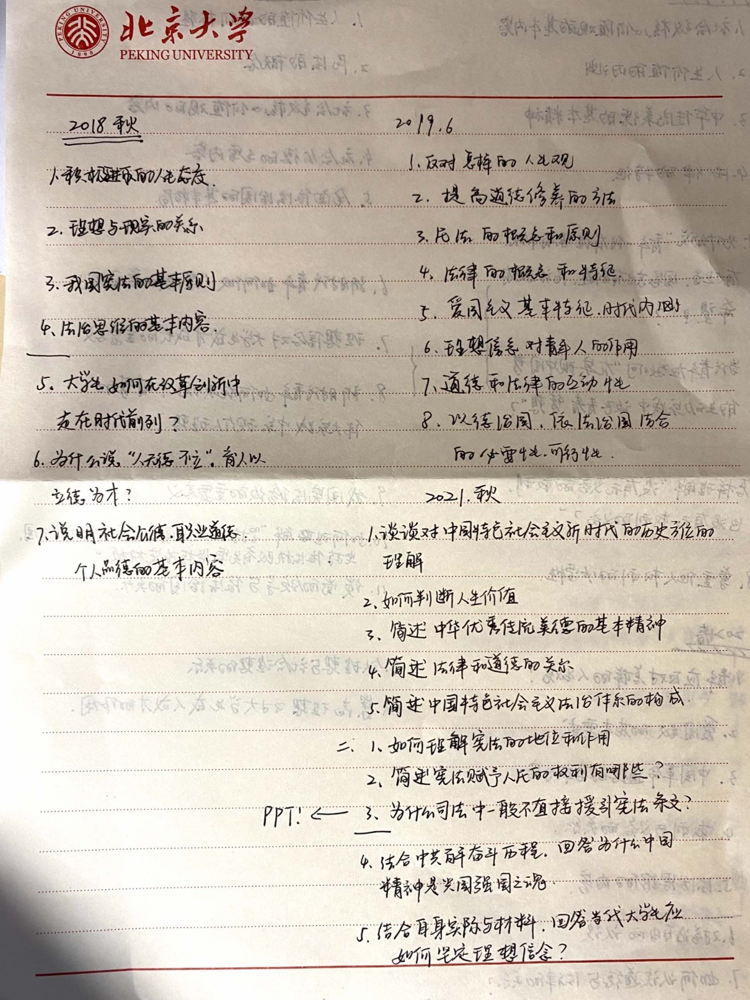 北京大学
PEKING UNIVERSITY
PEKING UNIVERSITY
1898
2018 秋
1. 积极进取的人生态度.
2. 理想与现实的关系
3. 我国宪法的基本原则
4、法治思维的基本内容.
5. 大学生如何在改革创新中
走在时代前列?
6. 为什么说“人无德不立”. 育人以
立德为本?
7. 说明社会公德. 职业道德.
个人品德的基本内容
2019.6
1. 反对怎样的人生观
2. 提高道德修养的方法
3. 民法的概念和原则
4、法律的概念和特征.
5. 爱国主义基本特征. 时代内涵
6. 理想信念对青年人的作用
7、道德和法律的互动性
8. 以德治国. 依法治国结合
的必要性. 可行性.
2021. 秋
1. 谈谈对中国特色社会主义新时代的历史方位的
理解
2、如何判断人生价值
3、简述中华优秀传统美德的基本精神
4. 简述法律和道德的关系
5. 简述中国特色社会主义法治体系的构成.
二、1、如何理解宪法的地位和作用
2、简述宪法赋予人民的权利有哪些?
PPT! ← 3、为什么司法中一般不直接援引宪法条文?
4、结合中共百年奋斗历程. 回答为什么中国
精神是兴国强国之魂.
5. 结合自身实际与材料. 回答当代大学生应
如何坚定理想信念?